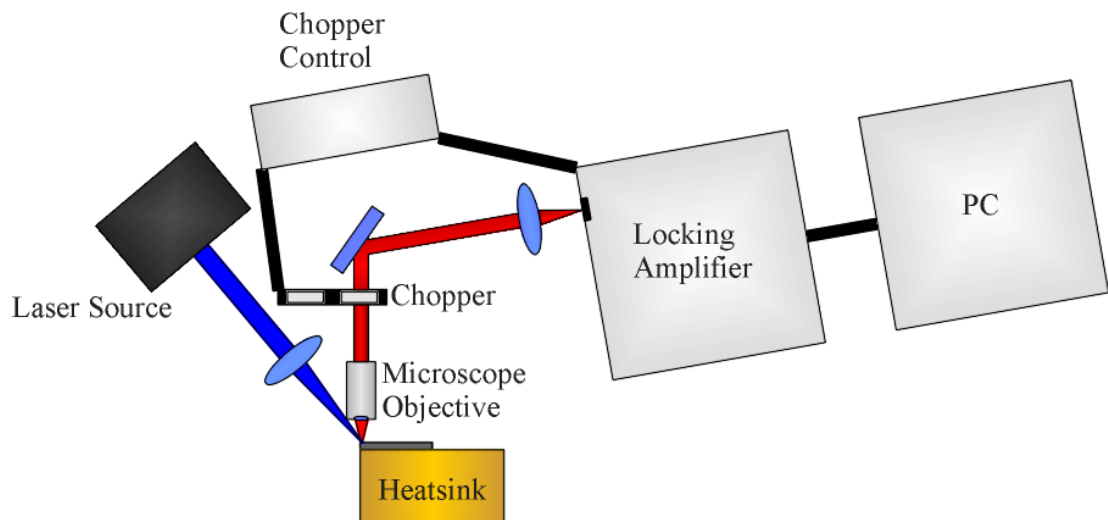 Chopper
Control
PC
Locking
Amplifier
Laser Source
Chopper
Microscope
Objective
Heatsink